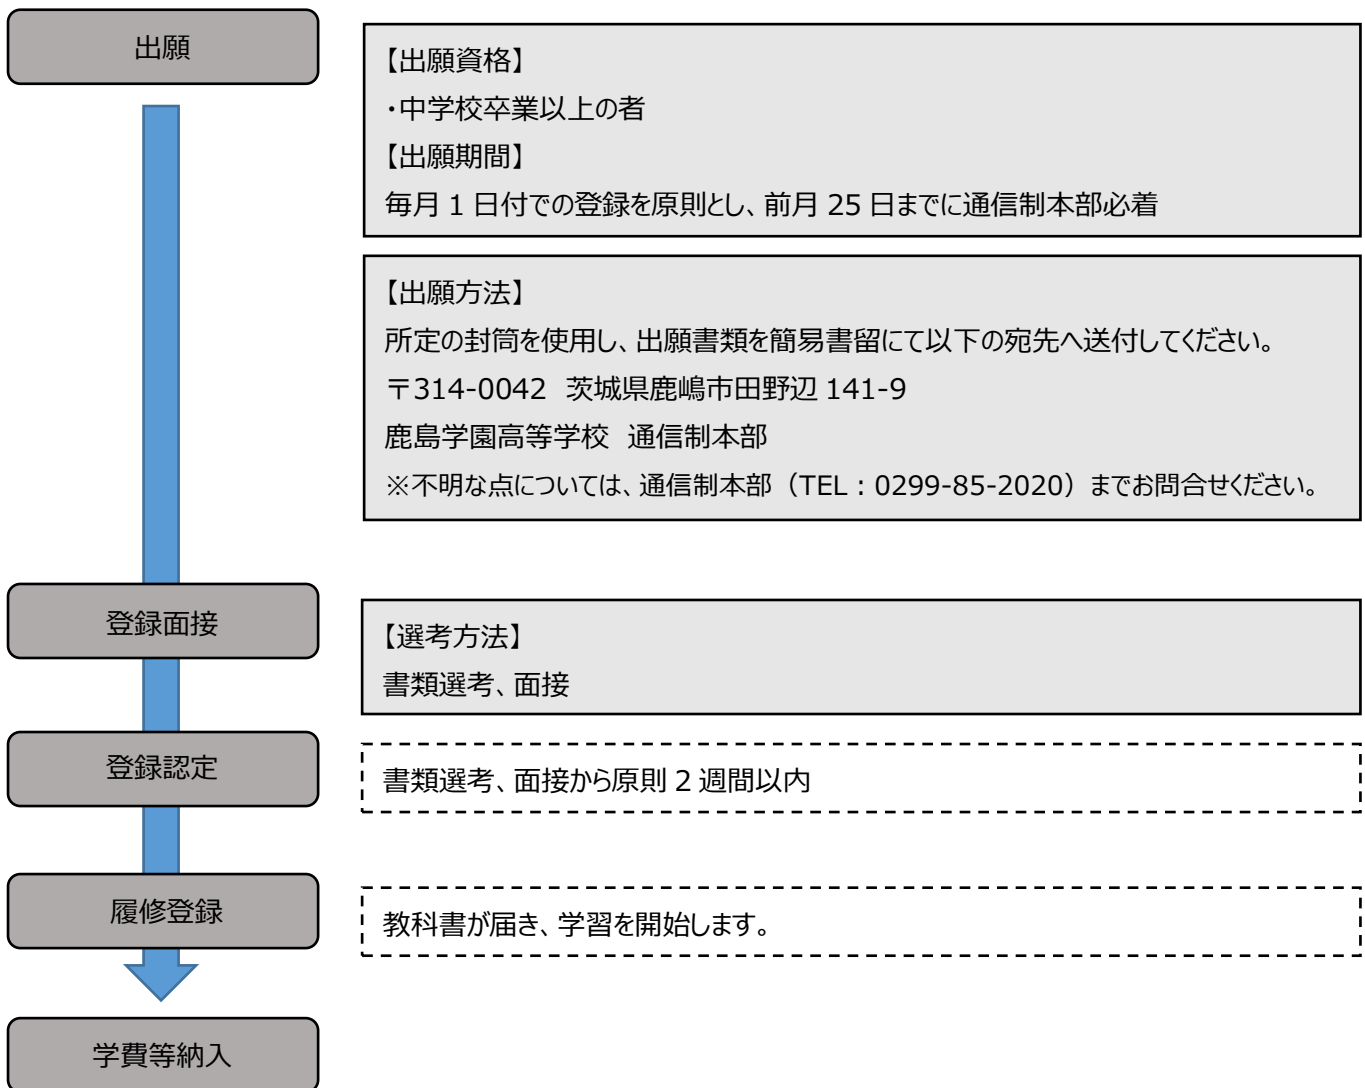 出願
【出願資格】
・中学校卒業以上の者
【出願期間】
毎月 1 日付での登録を原則とし、前月 25 日までに通信制本部必着
【出願方法】
所定の封筒を使用し、出願書類を簡易書留にて以下の宛先へ送付してください。
〒314-0042 茨城県鹿嶋市田野辺 141-9
鹿島学園高等学校 通信制本部
※不明な点については、通信制本部（TEL：0299-85-2020）までお問合せください。
登録面接
【選考方法】
書類選考、面接
登録認定
書類選考、面接から原則 2 週間以内
履修登録
教科書が届き、学習を開始します。
学費等納入